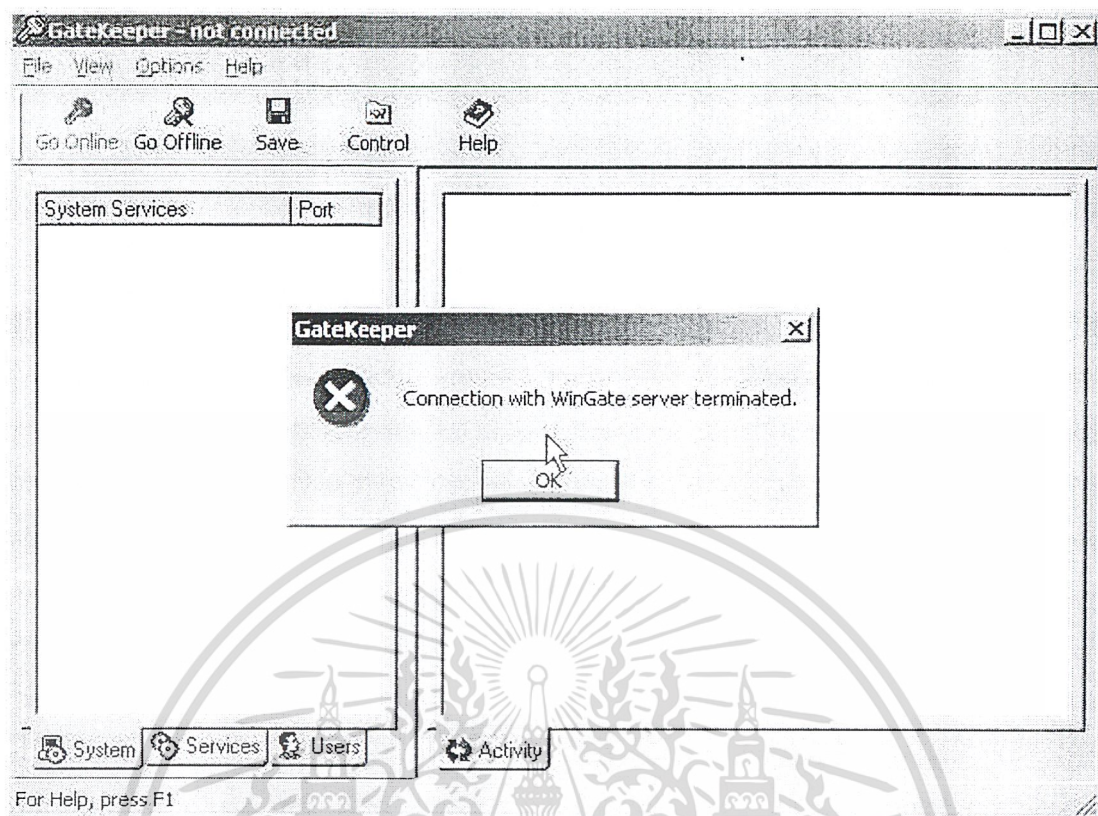 GateKeeper - not connected
File View Options Help
Go Online Go Offline Save Control Help
System Services Port
GateKeeper
Connection with WinGate server terminated.
OK
System Services Users Activity
For Help, press F1